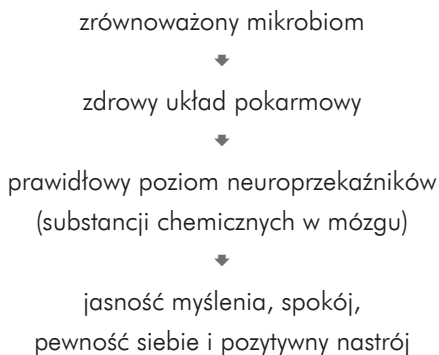 zrównoważony mikrobiom
zdrowy układ pokarmowy
prawidłowy poziom neuroprzekaźników
(substancji chemicznych w mózgu)
jasność myślenia, spokój,
pewność siebie i pozytywny nastrój